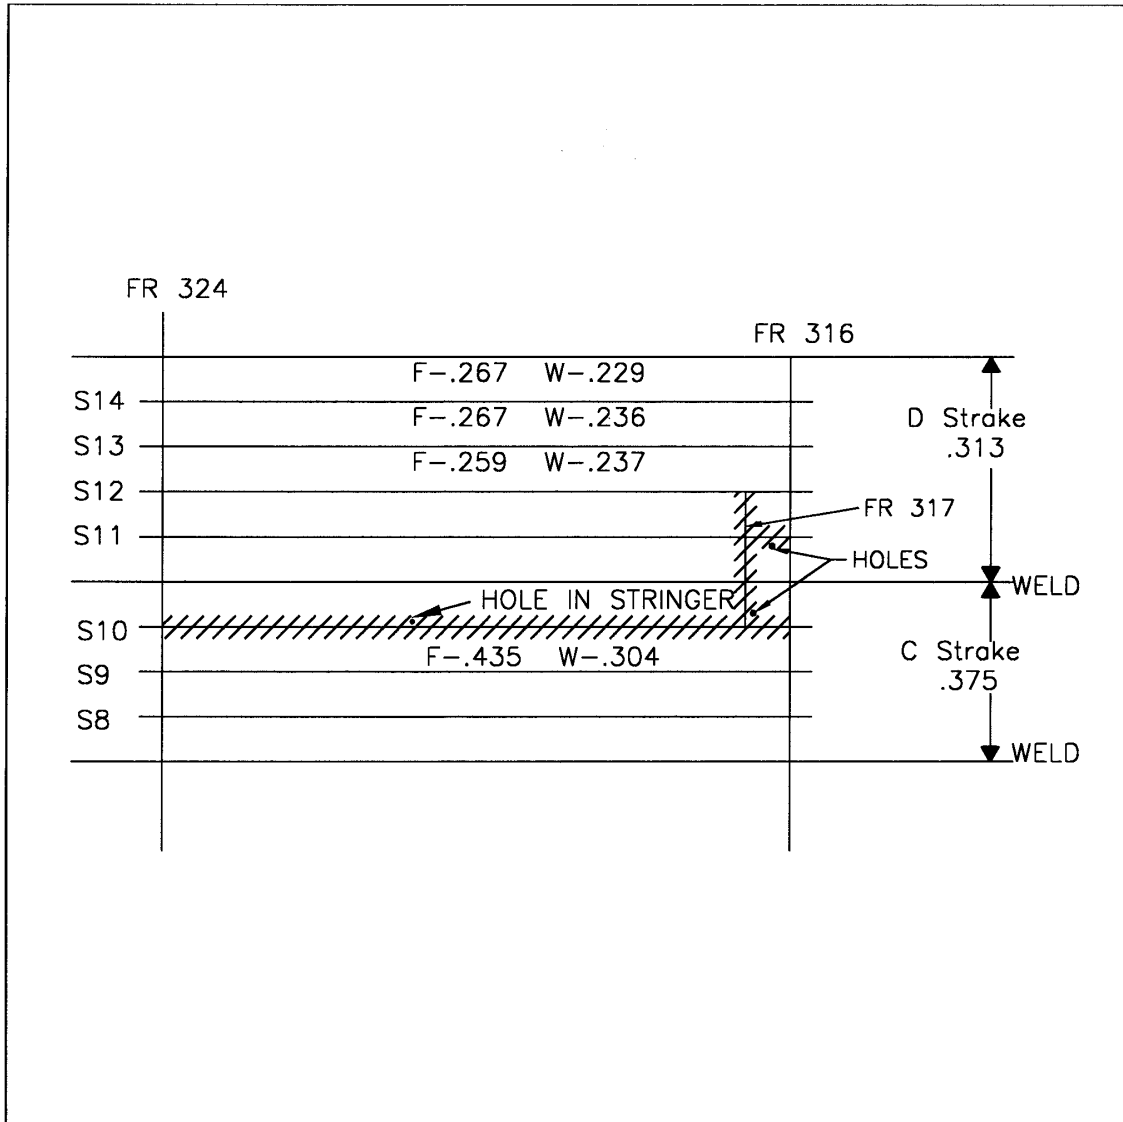 FR 324
FR 316
F-.267 W-.229
S14
F-.267 W-.236
D Strake
.313
S13
F-.259 W-.237
S12
FR 317
S11
HOLES
WELD
HOLE IN STRINGER
S10
F-.435 W-.304
C Strake
.375
S9
S8
WELD